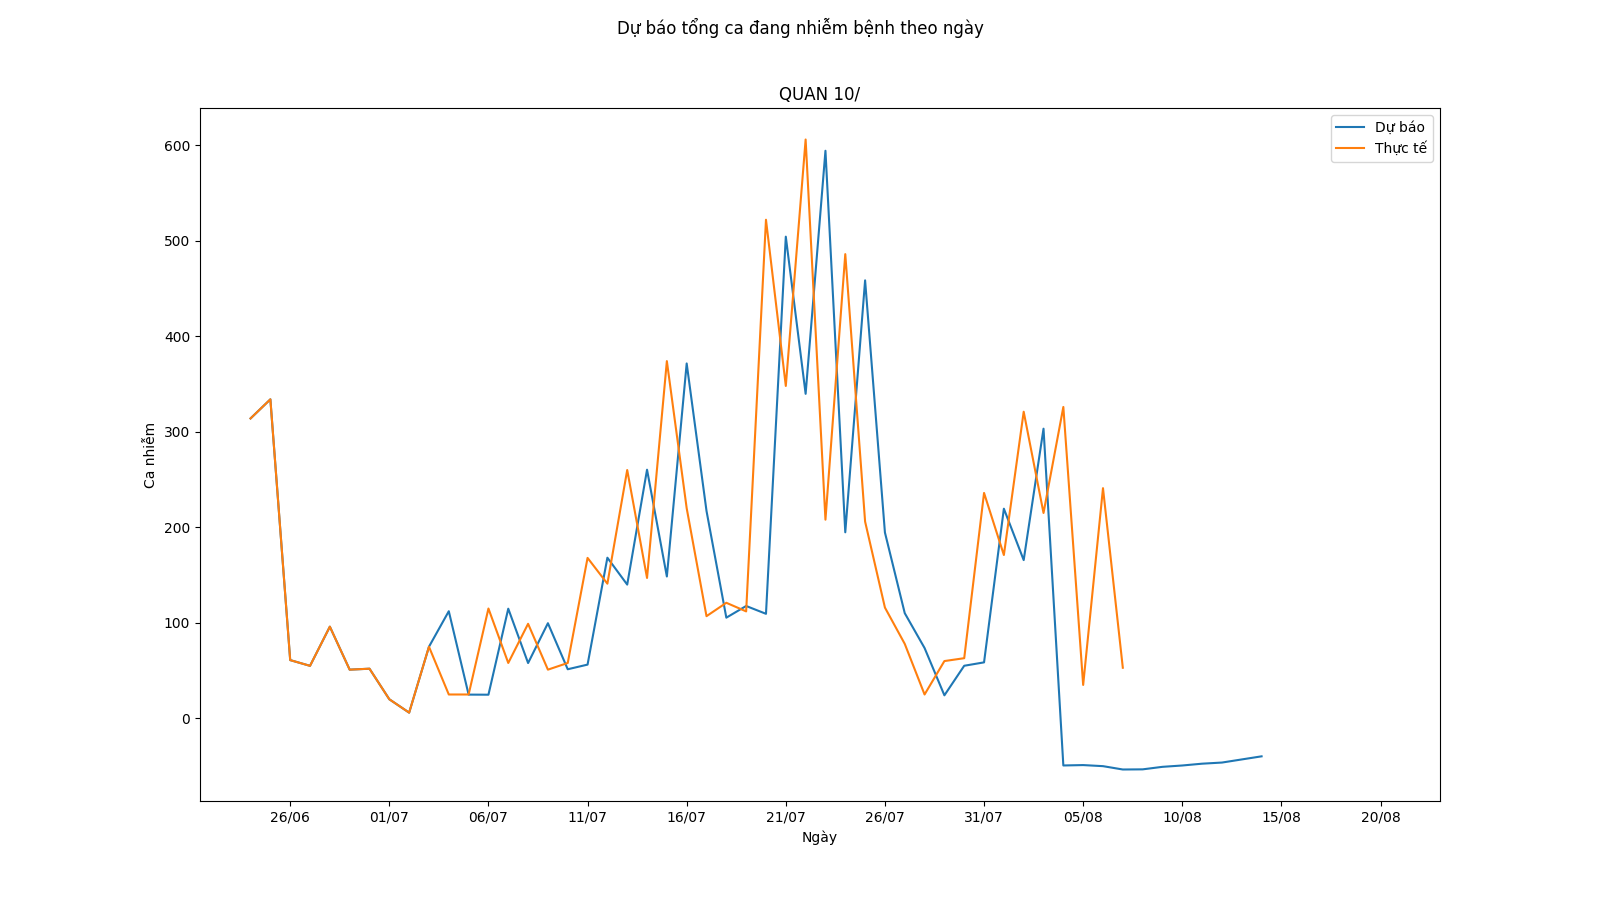 Dự báo tổng ca đang nhiễm bệnh theo ngày
QUAN 10/
Dự báo
Thực tế
600
500
400
300
200
100
0
Ca nhiễm
26/06 01/07 06/07 11/07 16/07 21/07 26/07 31/07 05/08 10/08 15/08 20/08
Ngày